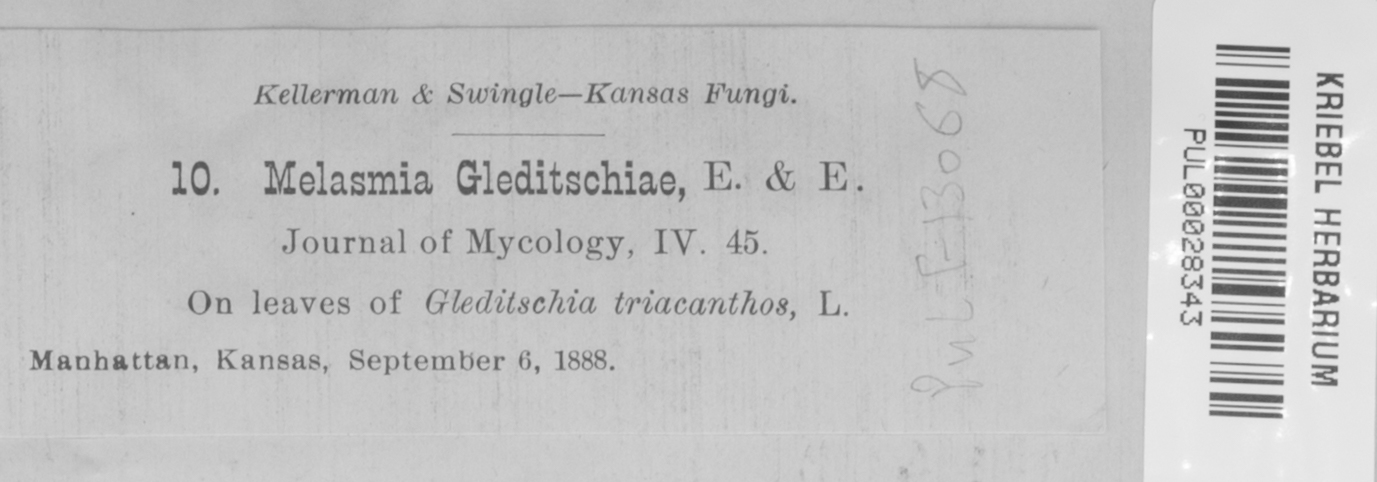 Kellerman & Swingle—Kansas Fungi.
10. Melasmia Gleditschiae, E. & E.
Journal of Mycology, IV. 45.
On leaves of Gleditschia triacanthos, L.
Manhattan, Kansas, September 6, 1888.
PUL F13068
PUL00028343
KRIEBEL HERBARIUM